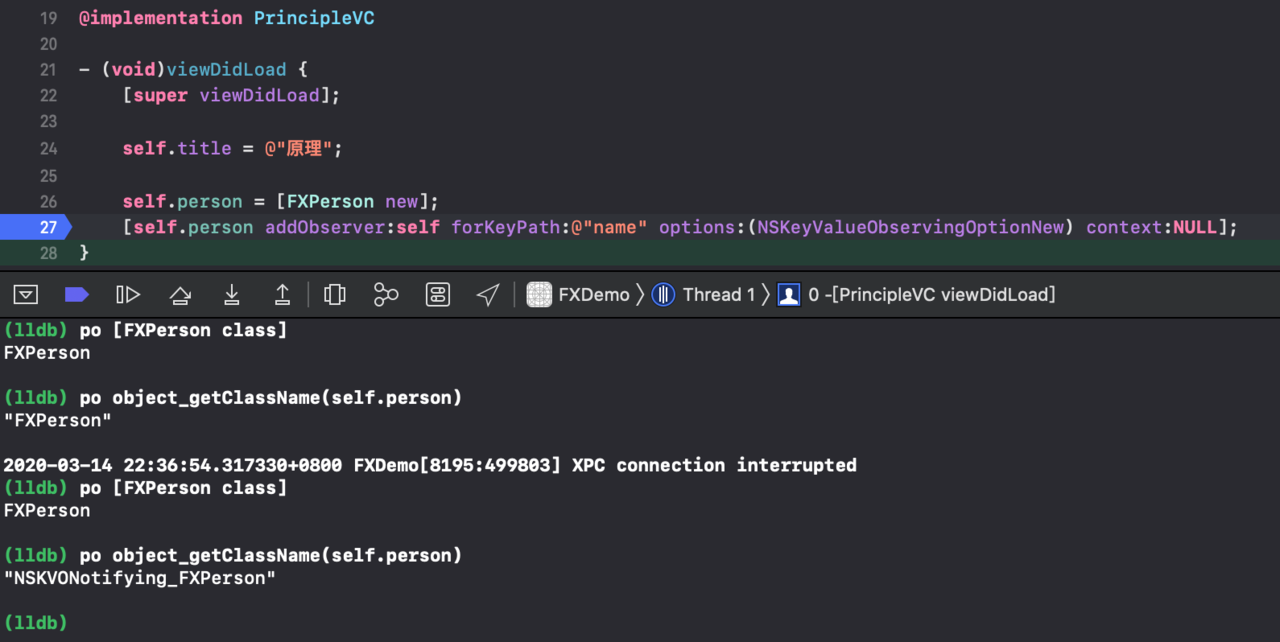 19 @implementation PrincipleVC
20
21 - (void)viewDidLoad {
22 [super viewDidLoad];
23
24 self.title = @"原理";
25
26 self.person = [FXPerson new];
27 [self.person addObserver:self forKeyPath:@"name" options:(NSKeyValueObservingOptionNew) context:NULL];
28 }
FXDemo Thread 1 0 -[PrincipleVC viewDidLoad]
(lldb) po [FXPerson class]
FXPerson
(lldb) po object_getClassName(self.person)
"FXPerson"
2020-03-14 22:36:54.317330+0800 FXDemo[8195:499803] XPC connection interrupted
(lldb) po [FXPerson class]
FXPerson
(lldb) po object_getClassName(self.person)
"NSKVONotifying_FXPerson"
(lldb)